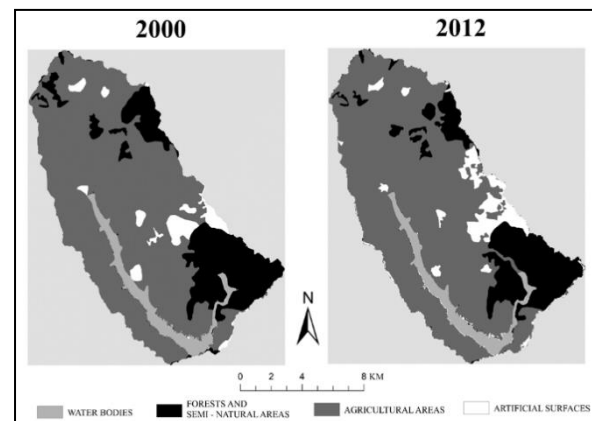 2000 2012
N
0 2 4 8 KM
WATER BODIES FORESTS AND SEMI - NATURAL AREAS AGRICULTURAL AREAS ARTIFICIAL SURFACES